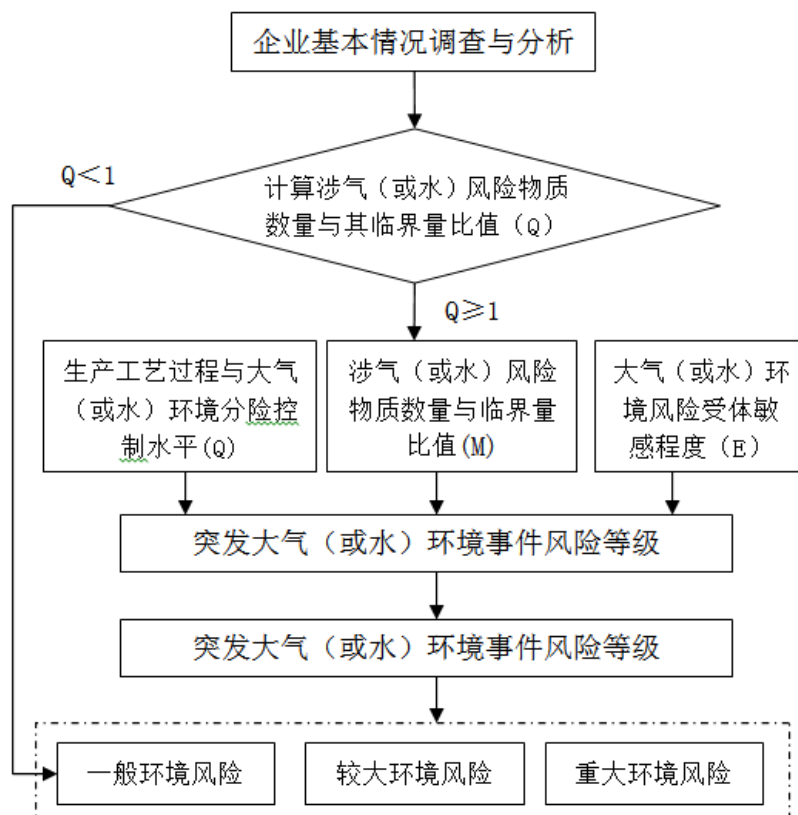 企业基本情况调查与分析
Q＜1
计算涉气（或水）风险物质
数量与其临界量比值（Q）
Q≥1
生产工艺过程与大气
（或水）环境分险控
制水平(Q)
涉气（或水）风险
物质数量与临界量
比值(M)
大气（或水）环
境风险受体敏
感程度（E）
突发大气（或水）环境事件风险等级
突发大气（或水）环境事件风险等级
一般环境风险
较大环境风险
重大环境风险